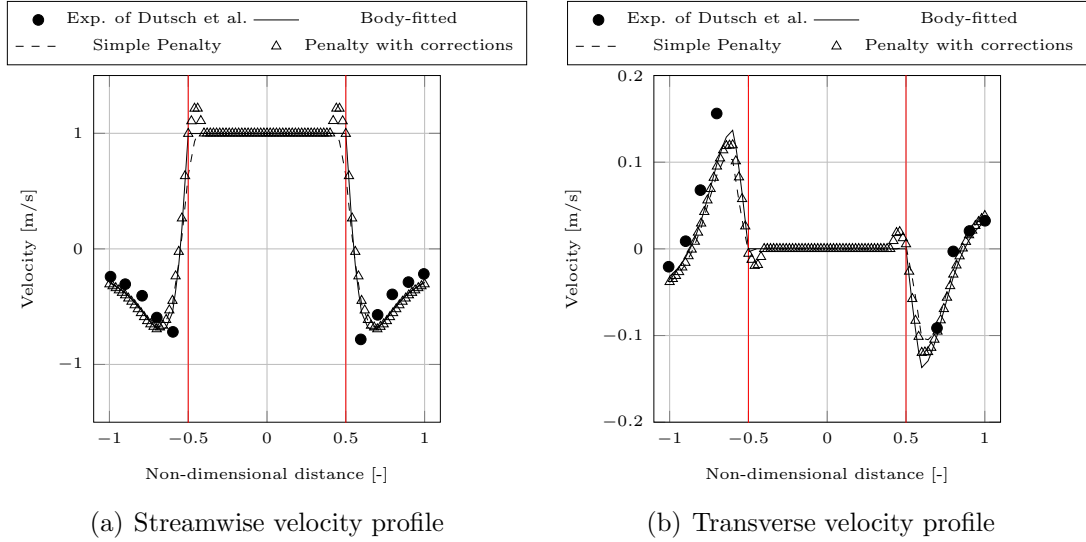 Exp. of Dutsch et al. Body-fitted
Simple Penalty Penalty with corrections
1
0
−1
Velocity [m/s]
−1 −0.5 0 0.5 1
Non-dimensional distance [-]
(a) Streamwise velocity profile
Exp. of Dutsch et al. Body-fitted
Simple Penalty Penalty with corrections
0.2
0.1
0
−0.1
−0.2
Velocity [m/s]
−1 −0.5 0 0.5 1
Non-dimensional distance [-]
(b) Transverse velocity profile